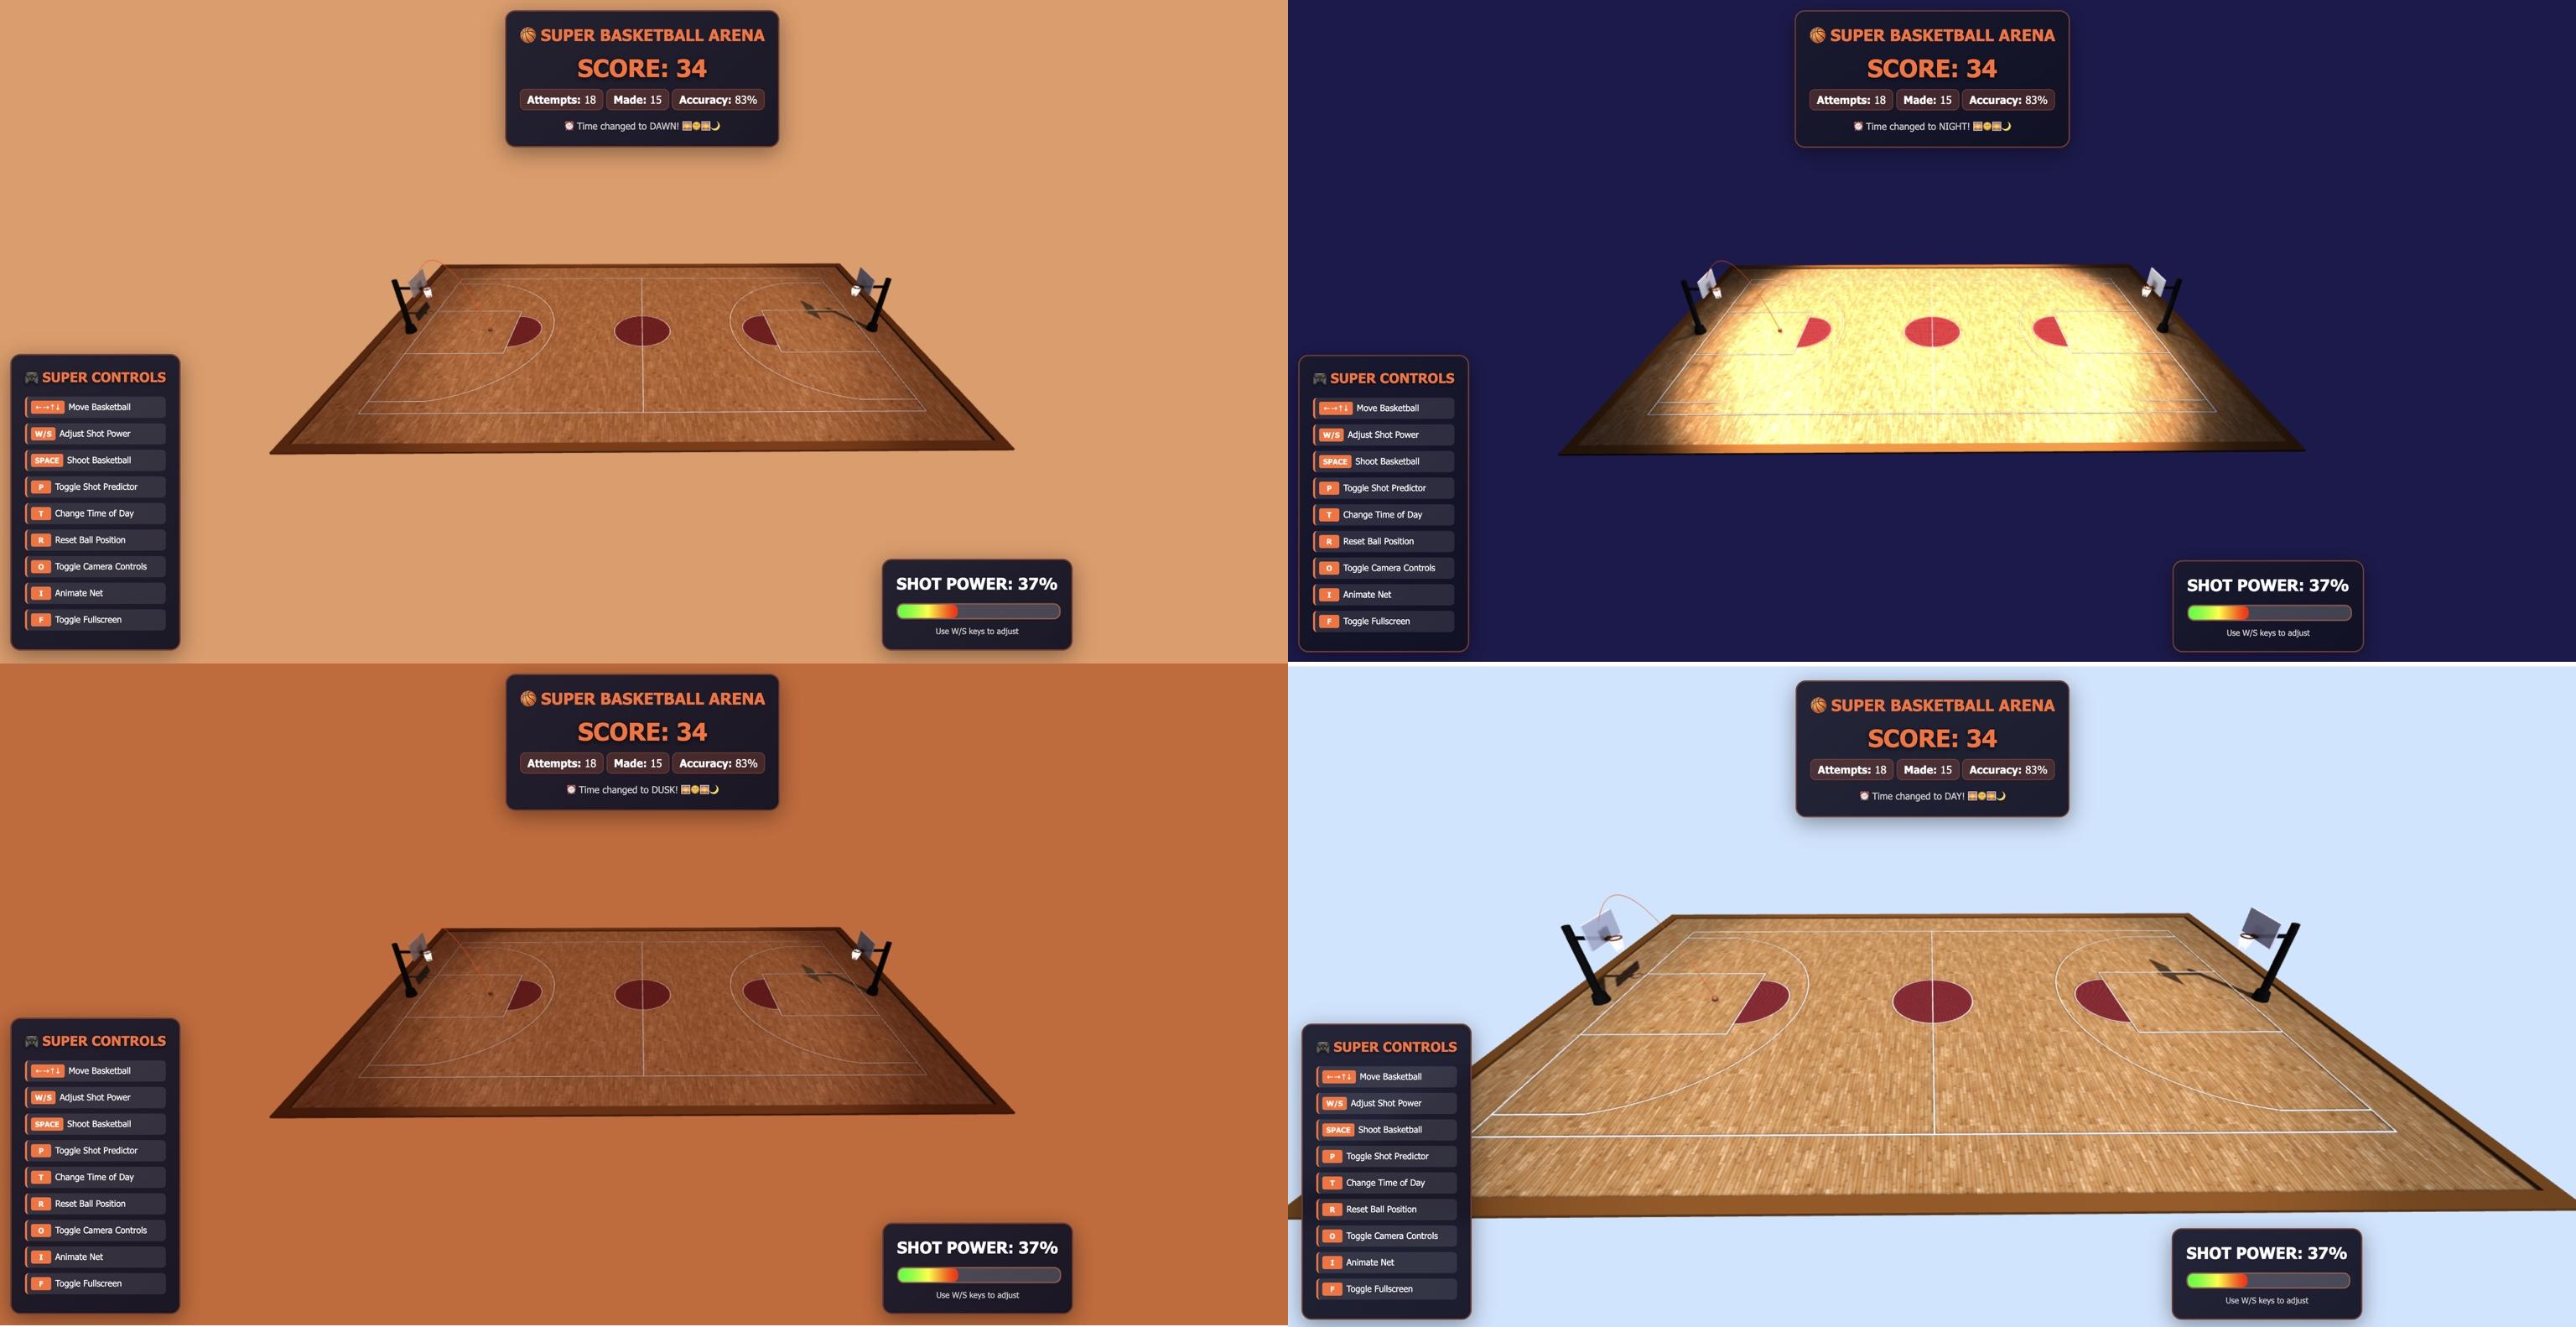 🏀 SUPER BASKETBALL ARENA
SCORE: 34
Attempts: 18 Made: 15 Accuracy: 83%
⏰ Time changed to DAWN! 🌅🌞🌇🌙
🎮 SUPER CONTROLS
←→↑↓ Move Basketball
W/S Adjust Shot Power
SPACE Shoot Basketball
P Toggle Shot Predictor
T Change Time of Day
R Reset Ball Position
O Toggle Camera Controls
I Animate Net
F Toggle Fullscreen
SHOT POWER: 37%
Use W/S keys to adjust
🏀 SUPER BASKETBALL ARENA
SCORE: 34
Attempts: 18 Made: 15 Accuracy: 83%
⏰ Time changed to NIGHT! 🌅🌞🌇🌙
🎮 SUPER CONTROLS
←→↑↓ Move Basketball
W/S Adjust Shot Power
SPACE Shoot Basketball
P Toggle Shot Predictor
T Change Time of Day
R Reset Ball Position
O Toggle Camera Controls
I Animate Net
F Toggle Fullscreen
SHOT POWER: 37%
Use W/S keys to adjust
🏀 SUPER BASKETBALL ARENA
SCORE: 34
Attempts: 18 Made: 15 Accuracy: 83%
⏰ Time changed to DUSK! 🌅🌞🌇🌙
🎮 SUPER CONTROLS
←→↑↓ Move Basketball
W/S Adjust Shot Power
SPACE Shoot Basketball
P Toggle Shot Predictor
T Change Time of Day
R Reset Ball Position
O Toggle Camera Controls
I Animate Net
F Toggle Fullscreen
SHOT POWER: 37%
Use W/S keys to adjust
🏀 SUPER BASKETBALL ARENA
SCORE: 34
Attempts: 18 Made: 15 Accuracy: 83%
⏰ Time changed to DAY! 🌅🌞🌇🌙
🎮 SUPER CONTROLS
←→↑↓ Move Basketball
W/S Adjust Shot Power
SPACE Shoot Basketball
P Toggle Shot Predictor
T Change Time of Day
R Reset Ball Position
O Toggle Camera Controls
I Animate Net
F Toggle Fullscreen
SHOT POWER: 37%
Use W/S keys to adjust